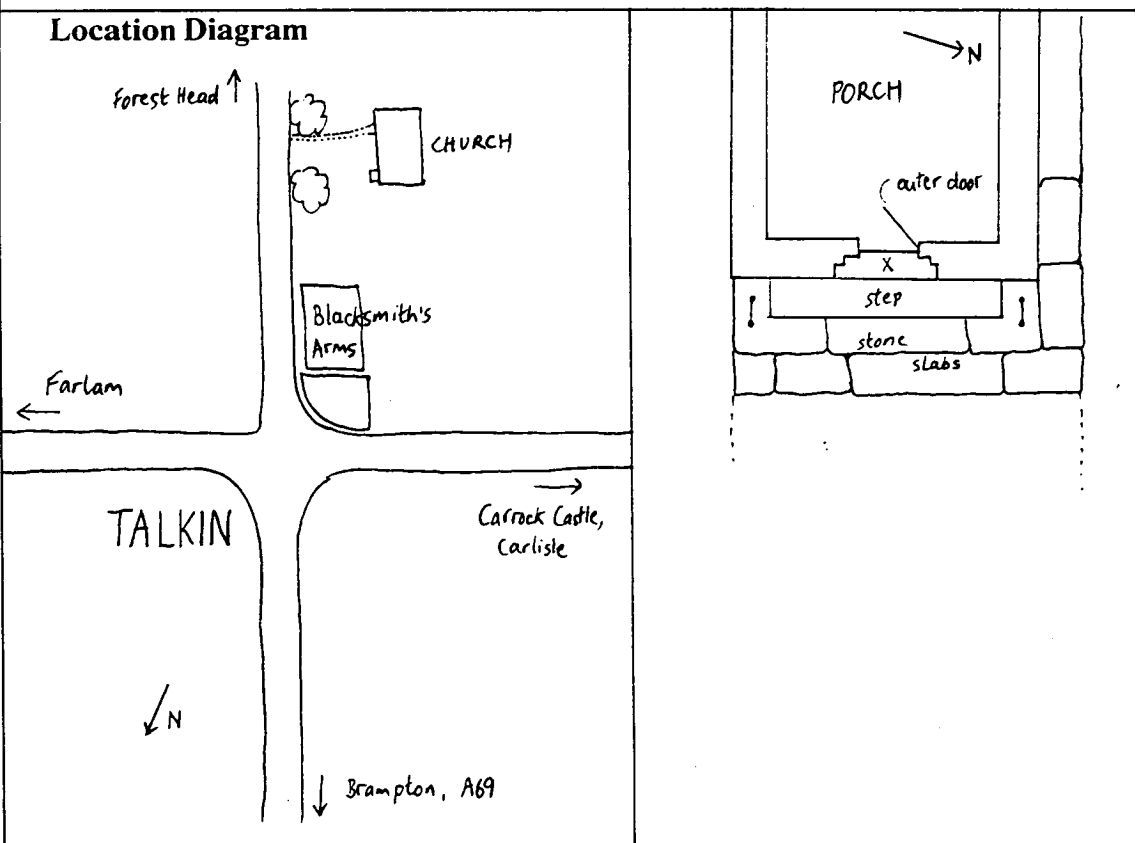 Location Diagram
Forest Head
CHURCH
Blacksmith's
Arms
Farlam
TALKIN
Carrock Castle,
Carlisle
N
Brampton, A69
N
PORCH
outer door
X
step
stone
slabs